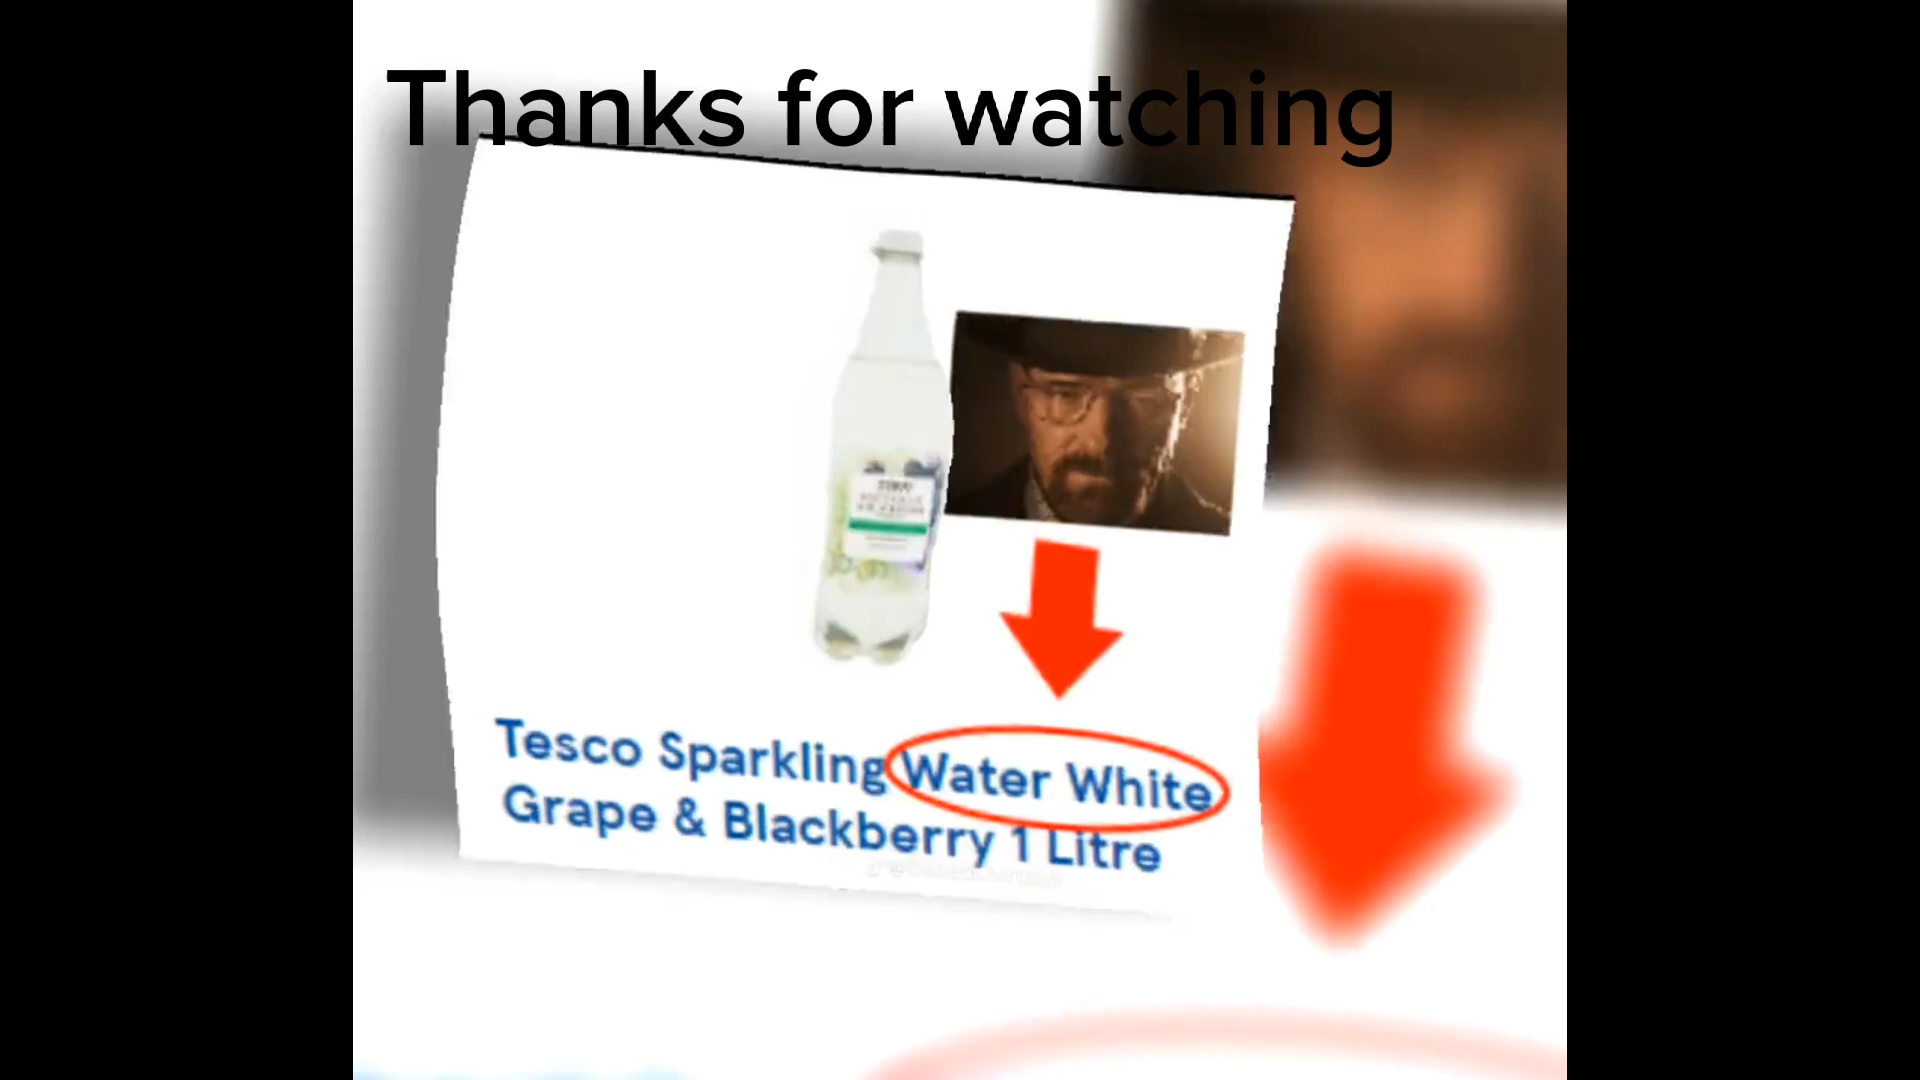 Thanks for watching
Tesco Sparkling Water White
Grape & Blackberry 1 Litre